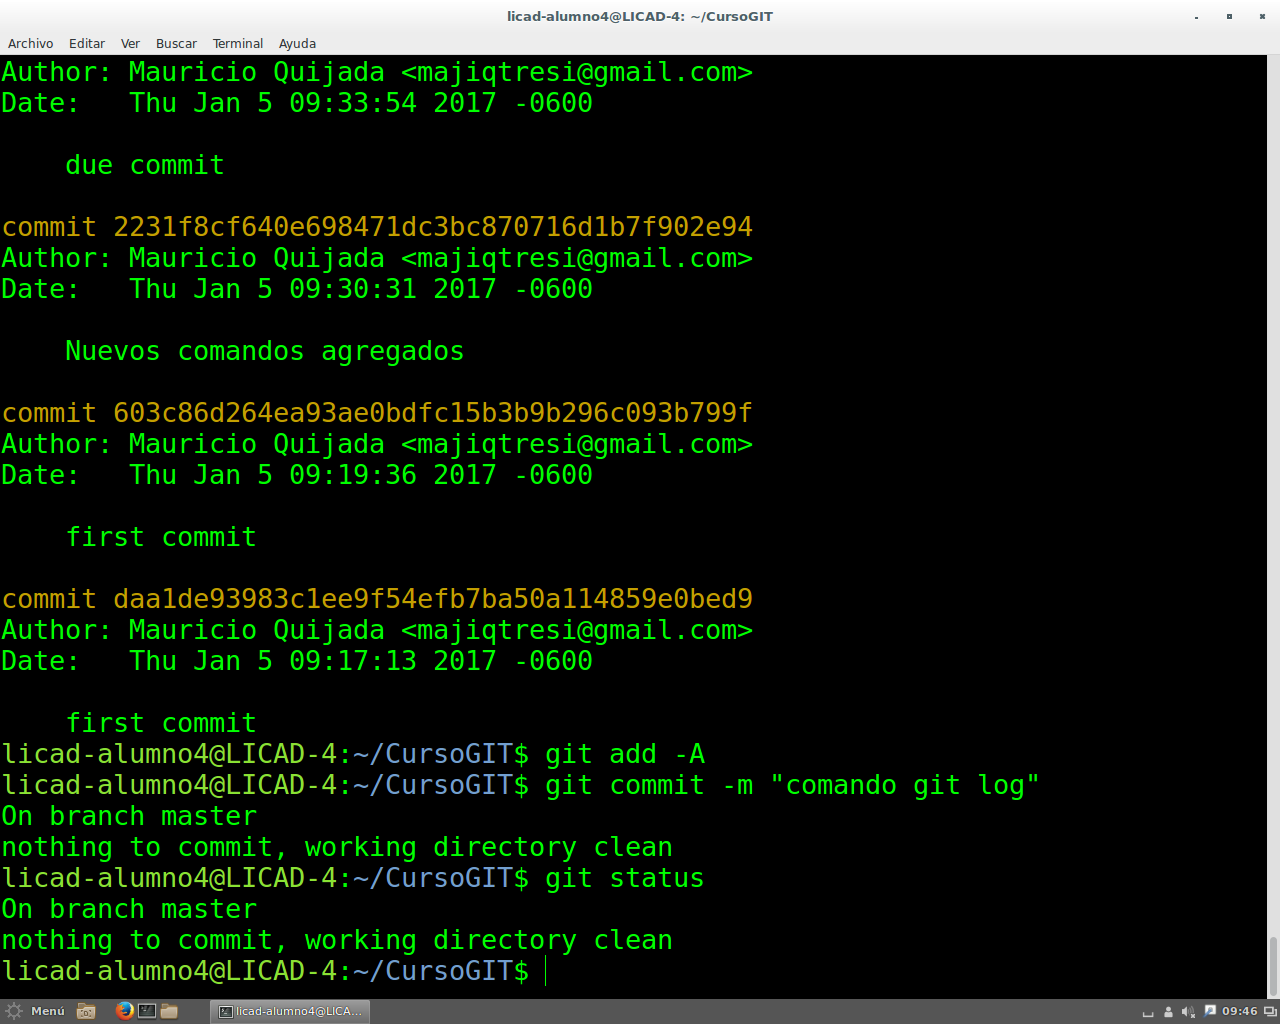 licad-alumno4@LICAD-4: ~/CursoGIT
Archivo Editar Ver Buscar Terminal Ayuda
Author: Mauricio Quijada <majiqtresi@gmail.com>
Date:   Thu Jan 5 09:33:54 2017 -0600
due commit
commit 2231f8cf640e698471dc3bc870716d1b7f902e94
Author: Mauricio Quijada <majiqtresi@gmail.com>
Date:   Thu Jan 5 09:30:31 2017 -0600
Nuevos comandos agregados
commit 603c86d264ea93ae0bdfc15b3b9b296c093b799f
Author: Mauricio Quijada <majiqtresi@gmail.com>
Date:   Thu Jan 5 09:19:36 2017 -0600
first commit
commit daa1de93983c1ee9f54efb7ba50a114859e0bed9
Author: Mauricio Quijada <majiqtresi@gmail.com>
Date:   Thu Jan 5 09:17:13 2017 -0600
first commit
licad-alumno4@LICAD-4:~/CursoGIT$ git add -A
licad-alumno4@LICAD-4:~/CursoGIT$ git commit -m "comando git log"
On branch master
nothing to commit, working directory clean
licad-alumno4@LICAD-4:~/CursoGIT$ git status
On branch master
nothing to commit, working directory clean
licad-alumno4@LICAD-4:~/CursoGIT$
Menú licad-alumno4@LICA... 09:46